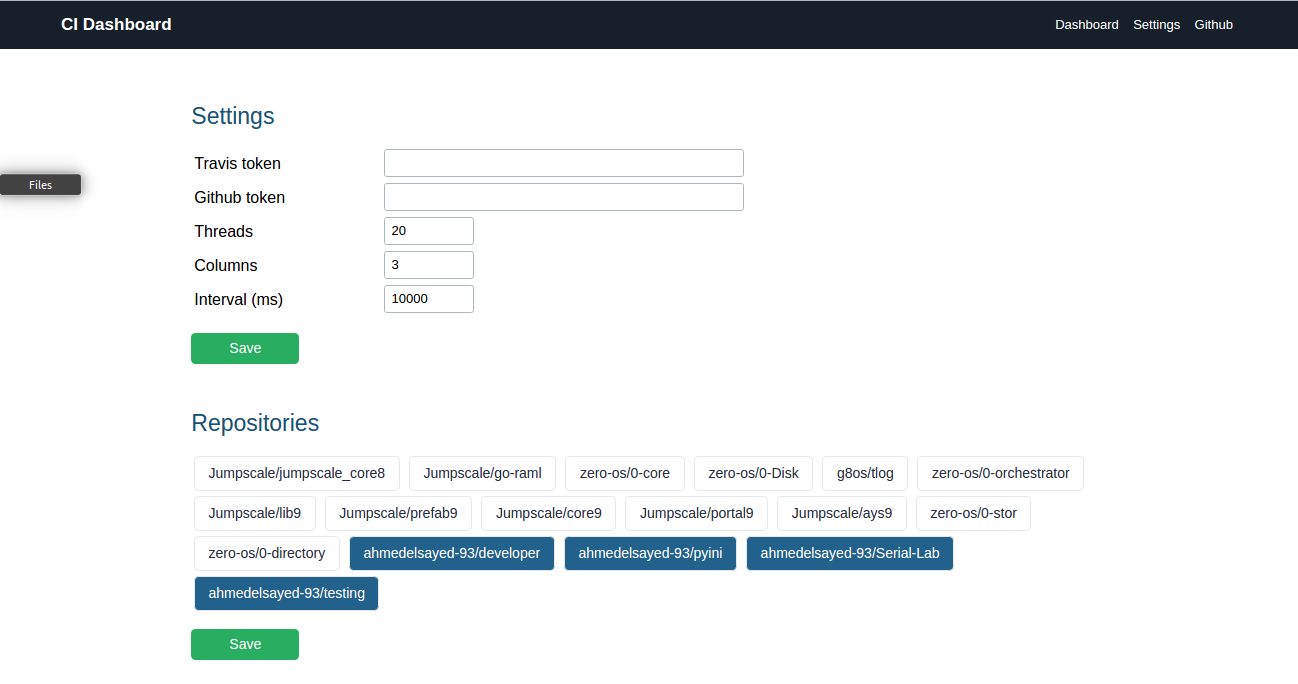 CI Dashboard Dashboard Settings Github
Settings
Travis token
Files
Github token
Threads 20
Columns 3
Interval (ms) 10000
Save
Repositories
Jumpscale/jumpscale_core8 Jumpscale/go-raml zero-os/0-core zero-os/0-Disk g8os/tlog zero-os/0-orchestrator
Jumpscale/lib9 Jumpscale/prefab9 Jumpscale/core9 Jumpscale/portal9 Jumpscale/ays9 zero-os/0-stor
zero-os/0-directory ahmedelsayed-93/developer ahmedelsayed-93/pyini ahmedelsayed-93/Serial-Lab
ahmedelsayed-93/testing
Save